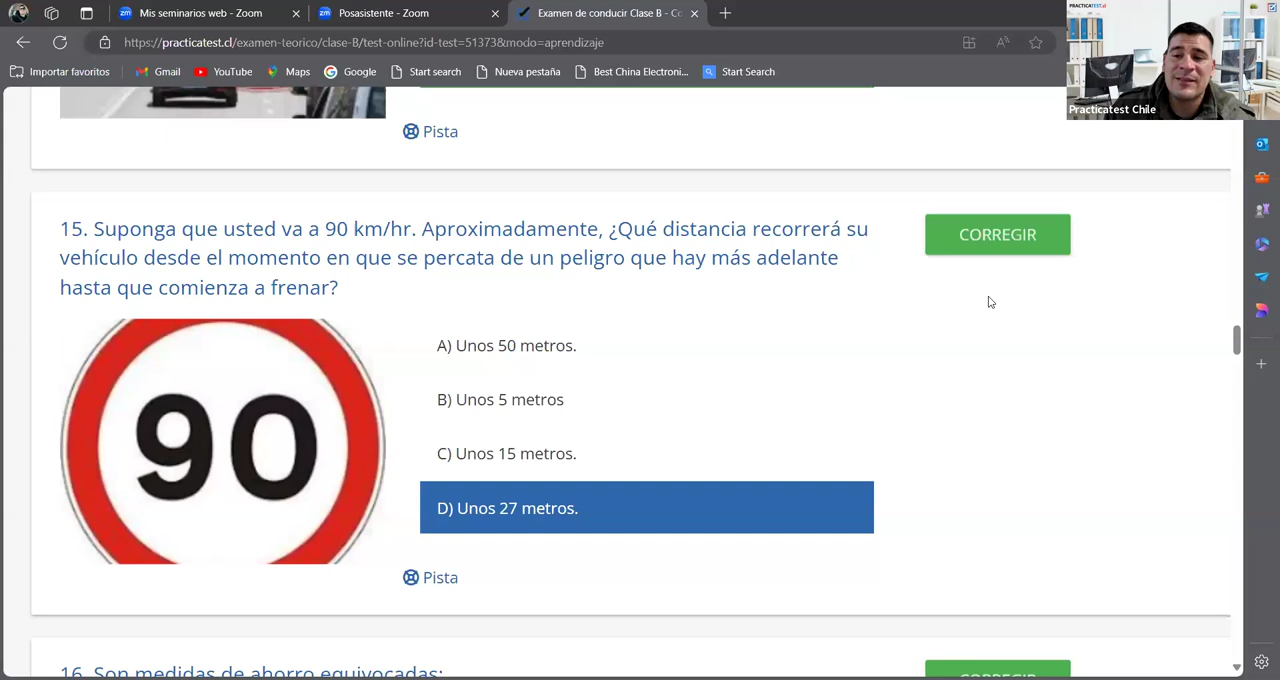 Mis seminarios web - Zoom
Posasistente - Zoom
Examen de conducir Clase B - Co
https://practicatest.cl/examen-teorico/clase-B/test-online?id-test=51373&modo=aprendizaje
Importar favoritos
Gmail
YouTube
Maps
Google
Start search
Nueva pestaña
Best China Electroni...
Start Search
PRACTICATEST.cl
Practicatest Chile
Pista
15. Suponga que usted va a 90 km/hr. Aproximadamente, ¿Qué distancia recorrerá su
vehículo desde el momento en que se percata de un peligro que hay más adelante
hasta que comienza a frenar?
CORREGIR
90
A) Unos 50 metros.
B) Unos 5 metros
C) Unos 15 metros.
D) Unos 27 metros.
Pista
16. Son medidas de ahorro equivocadas:
CORREGIR